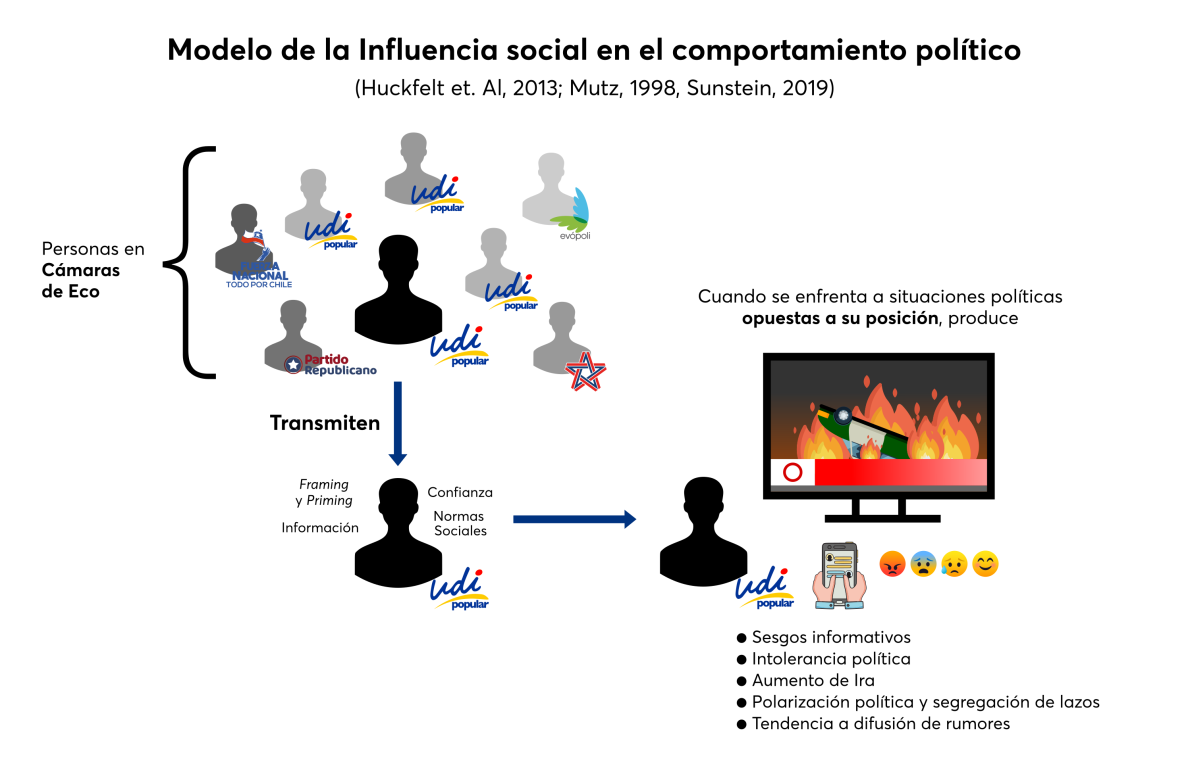 Modelo de la Influencia social en el comportamiento político
(Huckfelt et. Al, 2013; Mutz, 1998, Sunstein, 2019)
Personas en
Cámaras
de Eco
udi
popular
udi
popular
evópoli
NACIONAL
TODO POR CHILE
udi
popular
udi
popular
Partido
Republicano
Transmiten
Framing
y Priming
Información
Confianza
Normas
Sociales
udi
popular
Cuando se enfrenta a situaciones políticas
opuestas a su posición, produce
udi
popular
● Sesgos informativos
● Intolerancia política
● Aumento de Ira
● Polarización política y segregación de lazos
● Tendencia a difusión de rumores